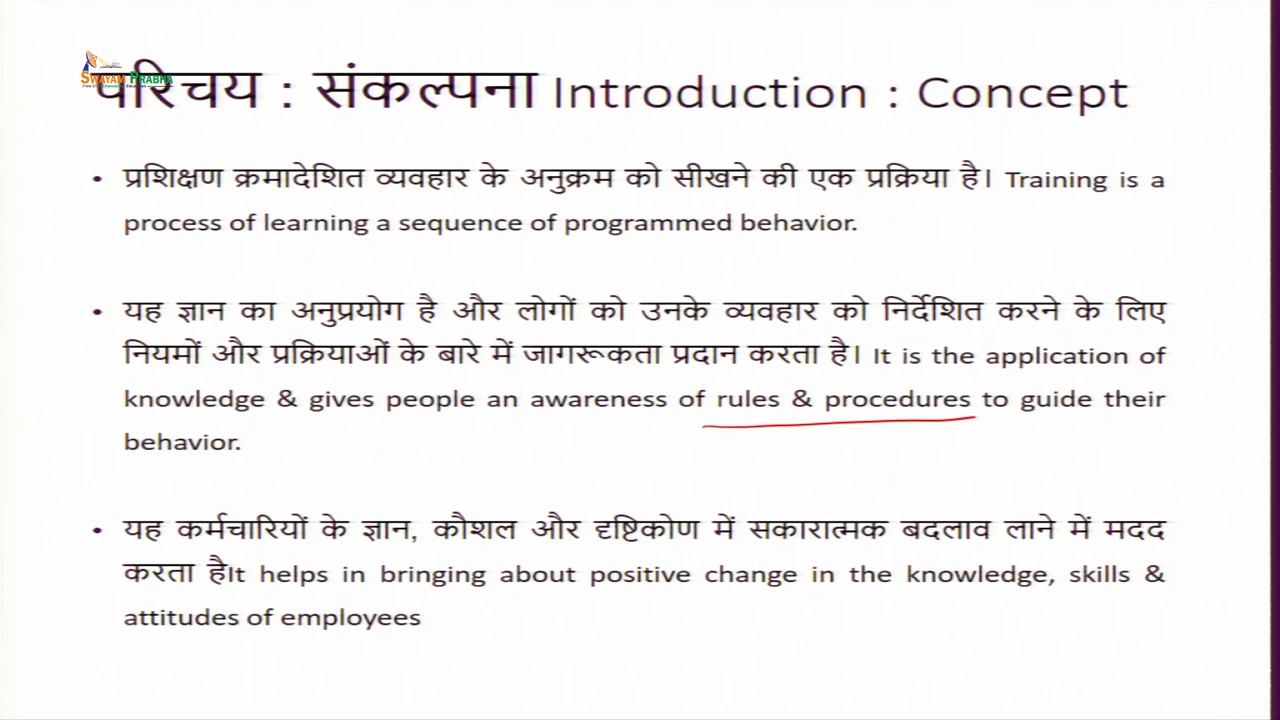 SWAYAM PRABHA
परिचय : संकल्पना Introduction : Concept
• प्रशिक्षण क्रमादेशित व्यवहार के अनुक्रम को सीखने की एक प्रक्रिया है। Training is a
process of learning a sequence of programmed behavior.
• यह ज्ञान का अनुप्रयोग है और लोगों को उनके व्यवहार को निर्देशित करने के लिए
नियमों और प्रक्रियाओं के बारे में जागरूकता प्रदान करता है। It is the application of
knowledge & gives people an awareness of rules & procedures to guide their
behavior.
• यह कर्मचारियों के ज्ञान, कौशल और दृष्टिकोण में सकारात्मक बदलाव लाने में मदद
करता हैIt helps in bringing about positive change in the knowledge, skills &
attitudes of employees